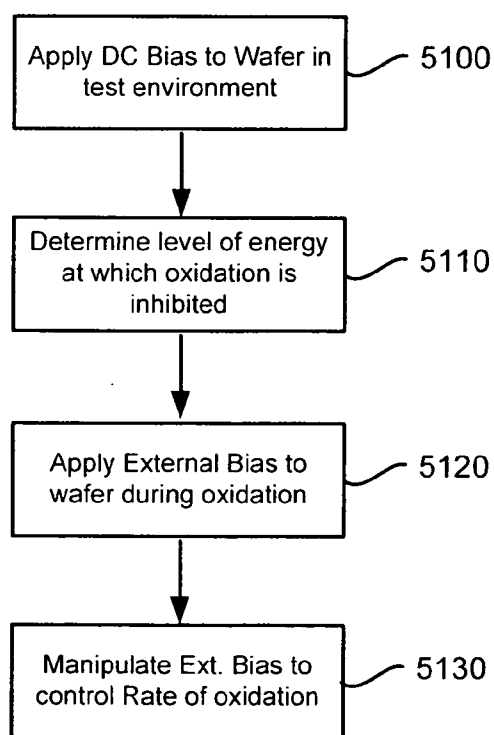 Apply DC Bias to Wafer in
test environment
5100
Determine level of energy
at which oxidation is
inhibited
5110
Apply External Bias to
wafer during oxidation
5120
Manipulate Ext. Bias to
control Rate of oxidation
5130